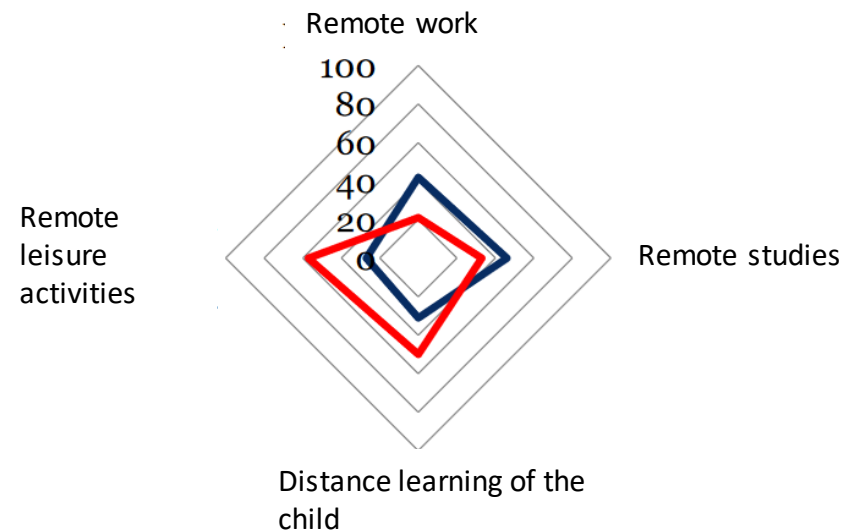 Remote work
100
80
60
40
20
0
Remote
leisure
activities
Remote studies
Distance learning of the
child